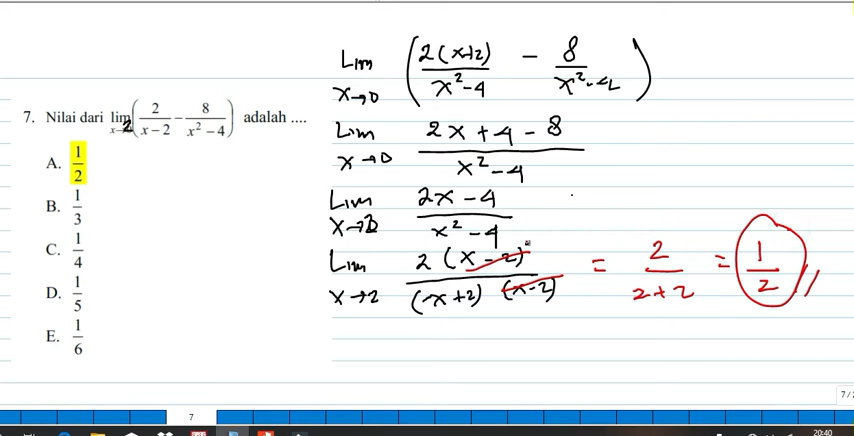 7. Nilai dari lim x→2 (2/(x−2) − 8/(x²−4)) adalah ....
A. 1/2
B. 1/3
C. 1/4
D. 1/5
E. 1/6
Lim x→0 (2(x+2)/(x²−4) − 8/(x²−4))
Lim x→0 (2x+4−8)/(x²−4)
Lim x→2 (2x−4)/(x²−4)
Lim x→2 2(x−2)/((x+2)(x−2)) = 2/(2+2) = 1/2 //
7/2
7
20:40